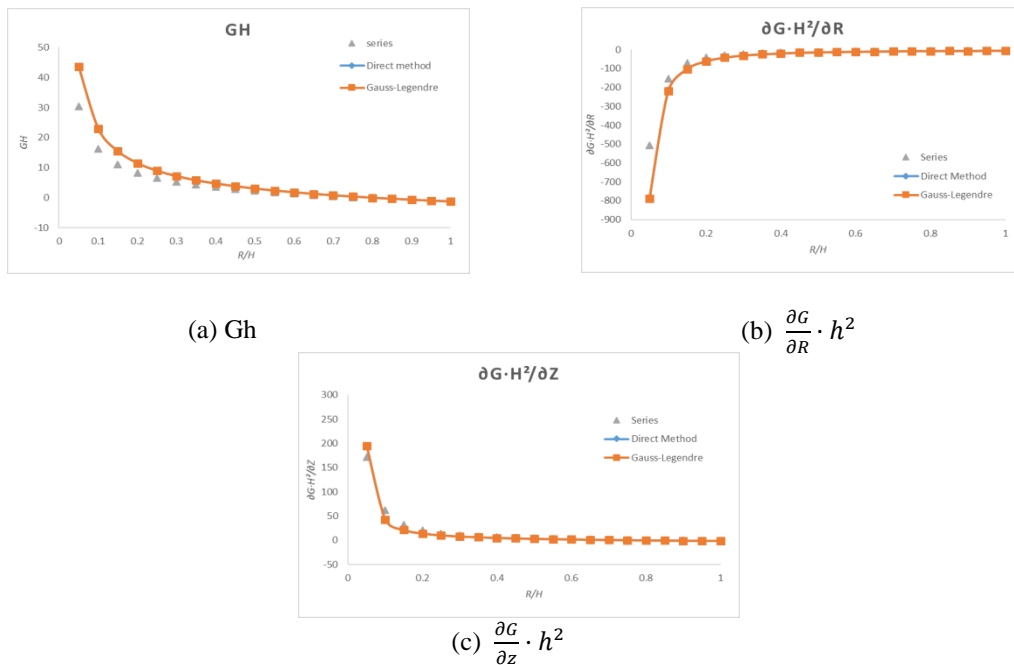 GH
50
40
30
20
10
0
-10
GH
0 0.1 0.2 0.3 0.4 0.5 0.6 0.7 0.8 0.9 1
R/H
series
Direct method
Gauss-Legendre
(a) Gh
∂G·H²/∂R
0
-100
-200
-300
-400
-500
-600
-700
-800
-900
∂G·H²/∂R
0 0.2 0.4 0.6 0.8 1
R/H
Series
Direct Method
Gauss-Legendre
(b) ∂G/∂R · h²
∂G·H²/∂Z
300
250
200
150
100
50
0
-50
∂G·H²/∂Z
0 0.2 0.4 0.6 0.8 1
R/H
Series
Direct Method
Gauss-Legendre
(c) ∂G/∂z · h²